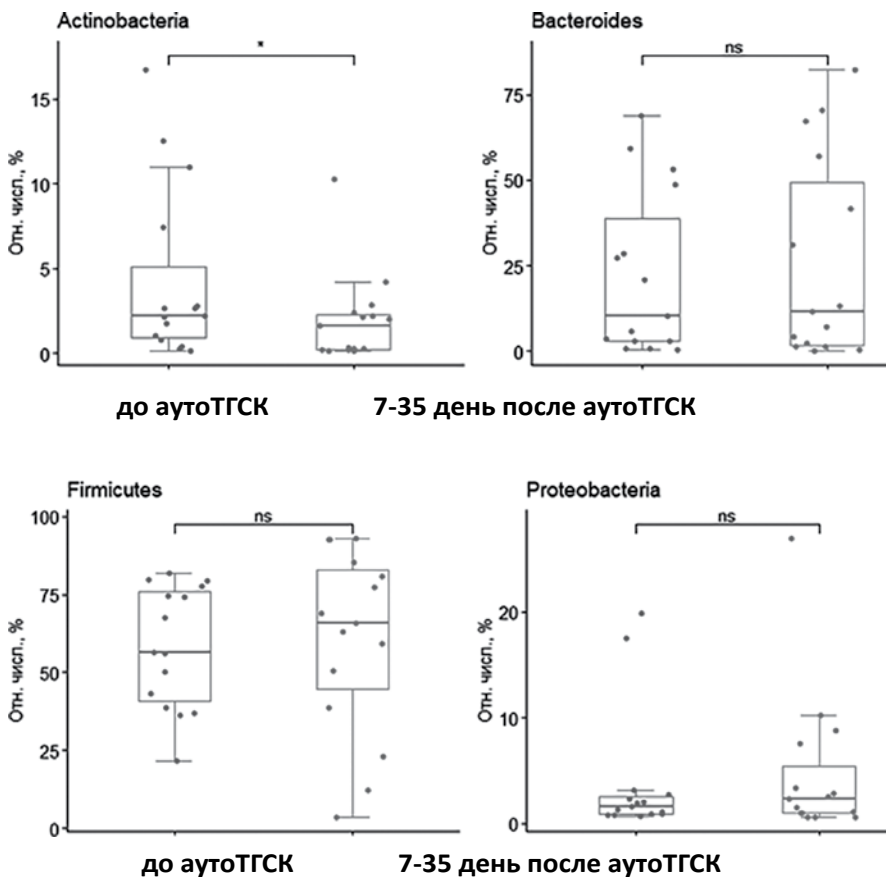 Actinobacteria
Bacteroides
*
ns
Отн. числ., %
15
10
5
0
Отн. числ., %
75
50
25
0
до аутоТГСК
7-35 день после аутоТГСК
Firmicutes
Proteobacteria
ns
ns
Отн. числ., %
100
75
50
25
0
Отн. числ., %
20
10
0
до аутоТГСК
7-35 день после аутоТГСК